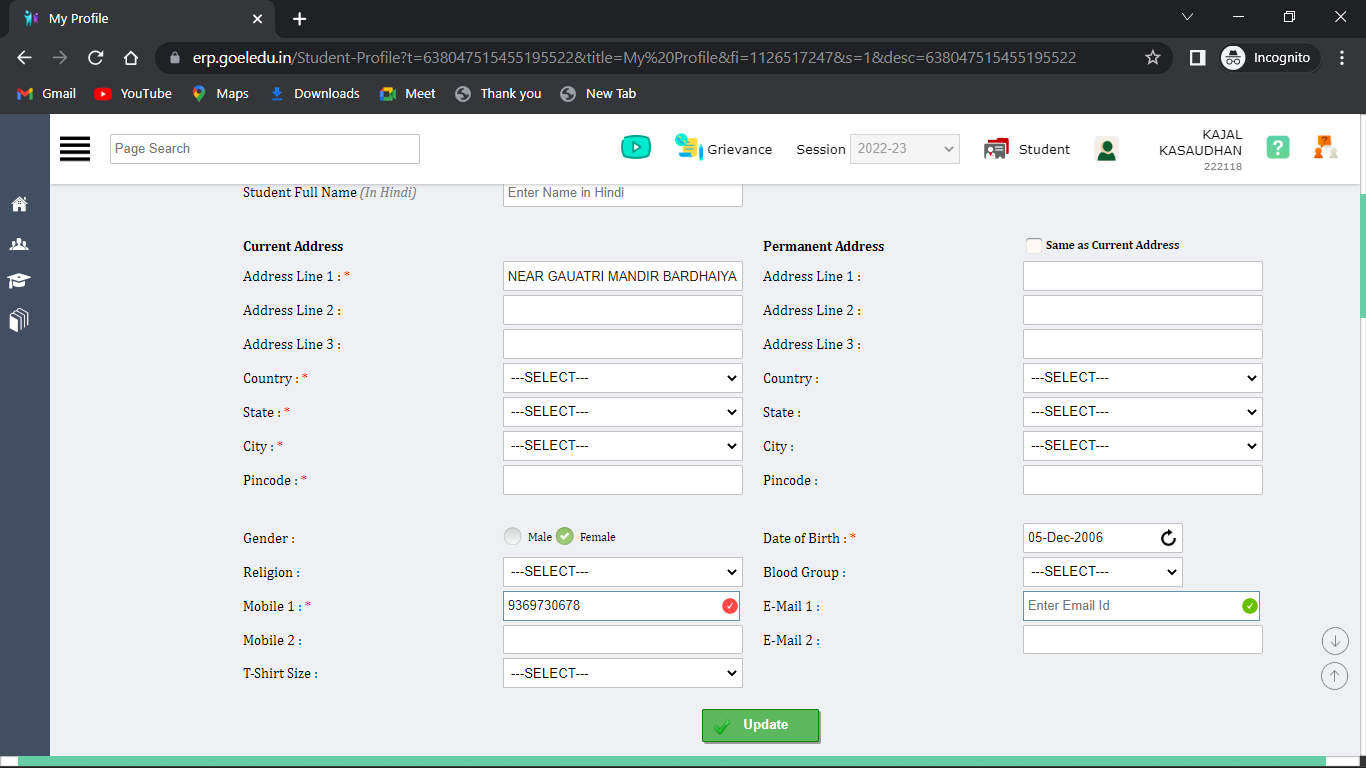 My Profile
erp.goeledu.in/Student-Profile?t=638047515455195522&title=My%20Profile&fi=1126517247&s=1&desc=638047515455195522
Incognito
Gmail YouTube Maps Downloads Meet Thank you New Tab
Page Search
Grievance Session 2022-23 Student
KAJAL
KASAUDHAN
222118
?
Student Full Name (In Hindi) Enter Name in Hindi
Current Address Permanent Address Same as Current Address
Address Line 1 : * NEAR GAUATRI MANDIR BARDHAIYA Address Line 1 :
Address Line 2 : Address Line 2 :
Address Line 3 : Address Line 3 :
Country : * ---SELECT--- Country : ---SELECT---
State : * ---SELECT--- State : ---SELECT---
City : * ---SELECT--- City : ---SELECT---
Pincode : * Pincode :
Gender : Male Female Date of Birth : * 05-Dec-2006
Religion : ---SELECT--- Blood Group : ---SELECT---
Mobile 1 : * 9369730678 E-Mail 1 : Enter Email Id
Mobile 2 : E-Mail 2 :
T-Shirt Size : ---SELECT---
Update